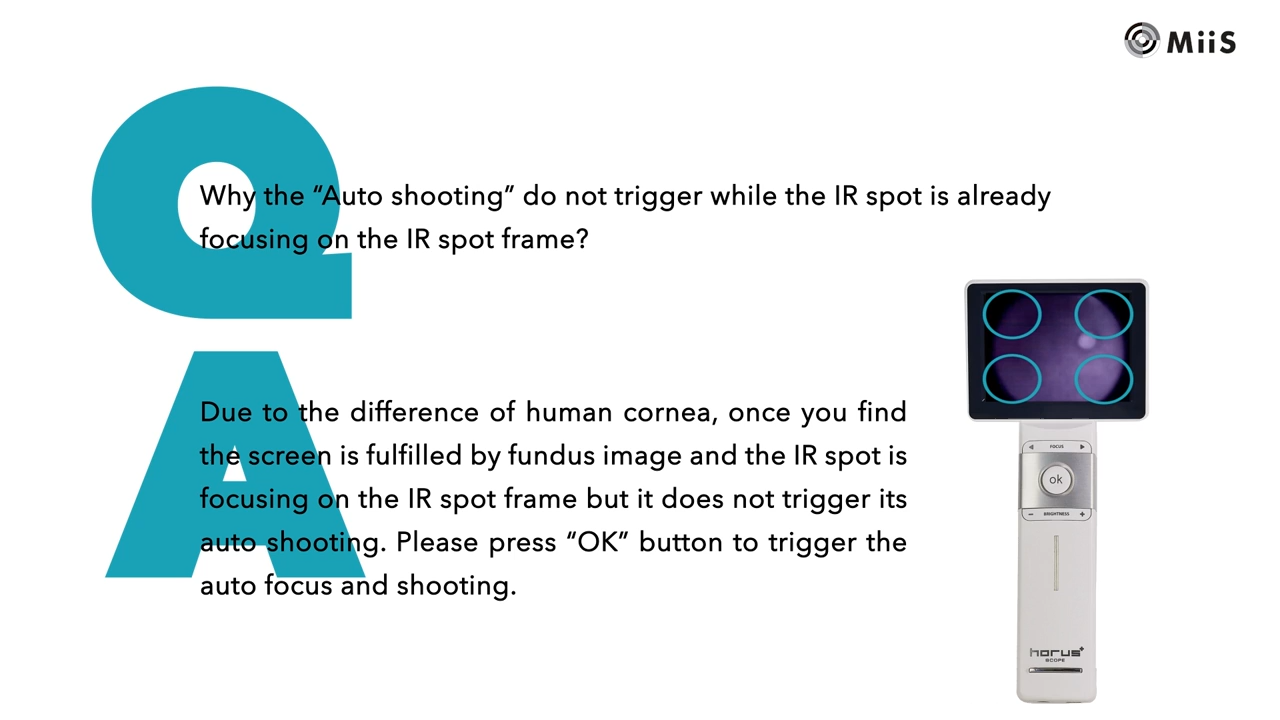 MiiS
Q
Why the “Auto shooting” do not trigger while the IR spot is already
focusing on the IR spot frame?
A
Due to the difference of human cornea, once you find
the screen is fulfilled by fundus image and the IR spot is
focusing on the IR spot frame but it does not trigger its
auto shooting. Please press “OK” button to trigger the
auto focus and shooting.
FOCUS
ok
− BRIGHTNESS +
horus+
SCOPE